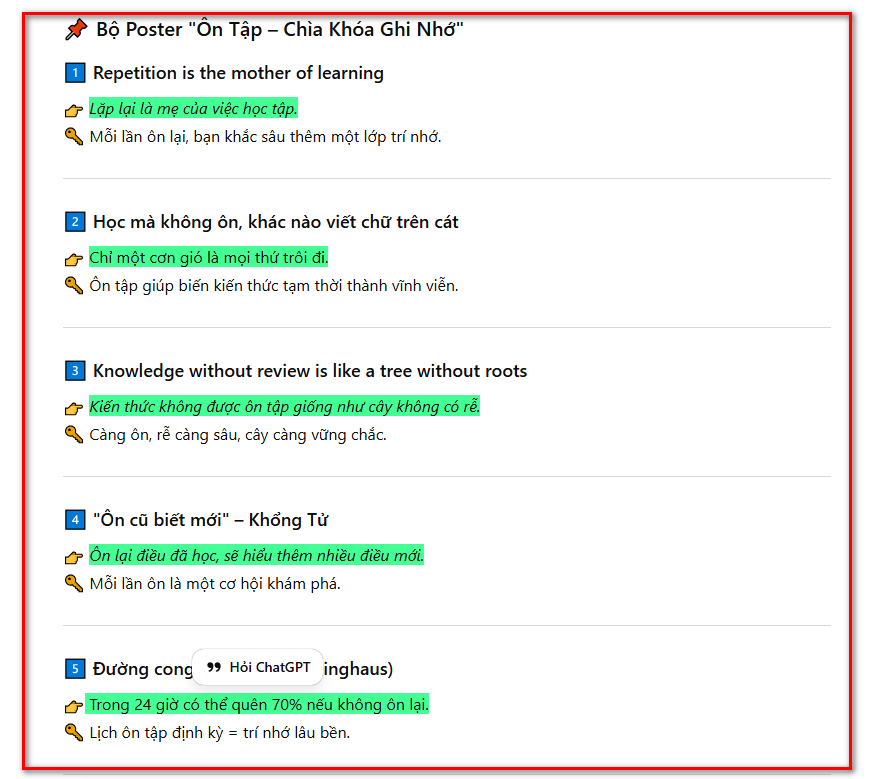 📌 Bộ Poster "Ôn Tập – Chìa Khóa Ghi Nhớ"
1 Repetition is the mother of learning
👉 Lặp lại là mẹ của việc học tập.
🔑 Mỗi lần ôn lại, bạn khắc sâu thêm một lớp trí nhớ.
2 Học mà không ôn, khác nào viết chữ trên cát
👉 Chỉ một cơn gió là mọi thứ trôi đi.
🔑 Ôn tập giúp biến kiến thức tạm thời thành vĩnh viễn.
3 Knowledge without review is like a tree without roots
👉 Kiến thức không được ôn tập giống như cây không có rễ.
🔑 Càng ôn, rễ càng sâu, cây càng vững chắc.
4 "Ôn cũ biết mới" – Khổng Tử
👉 Ôn lại điều đã học, sẽ hiểu thêm nhiều điều mới.
🔑 Mỗi lần ôn là một cơ hội khám phá.
5 Đường cong inghaus)
Hỏi ChatGPT
👉 Trong 24 giờ có thể quên 70% nếu không ôn lại.
🔑 Lịch ôn tập định kỳ = trí nhớ lâu bền.